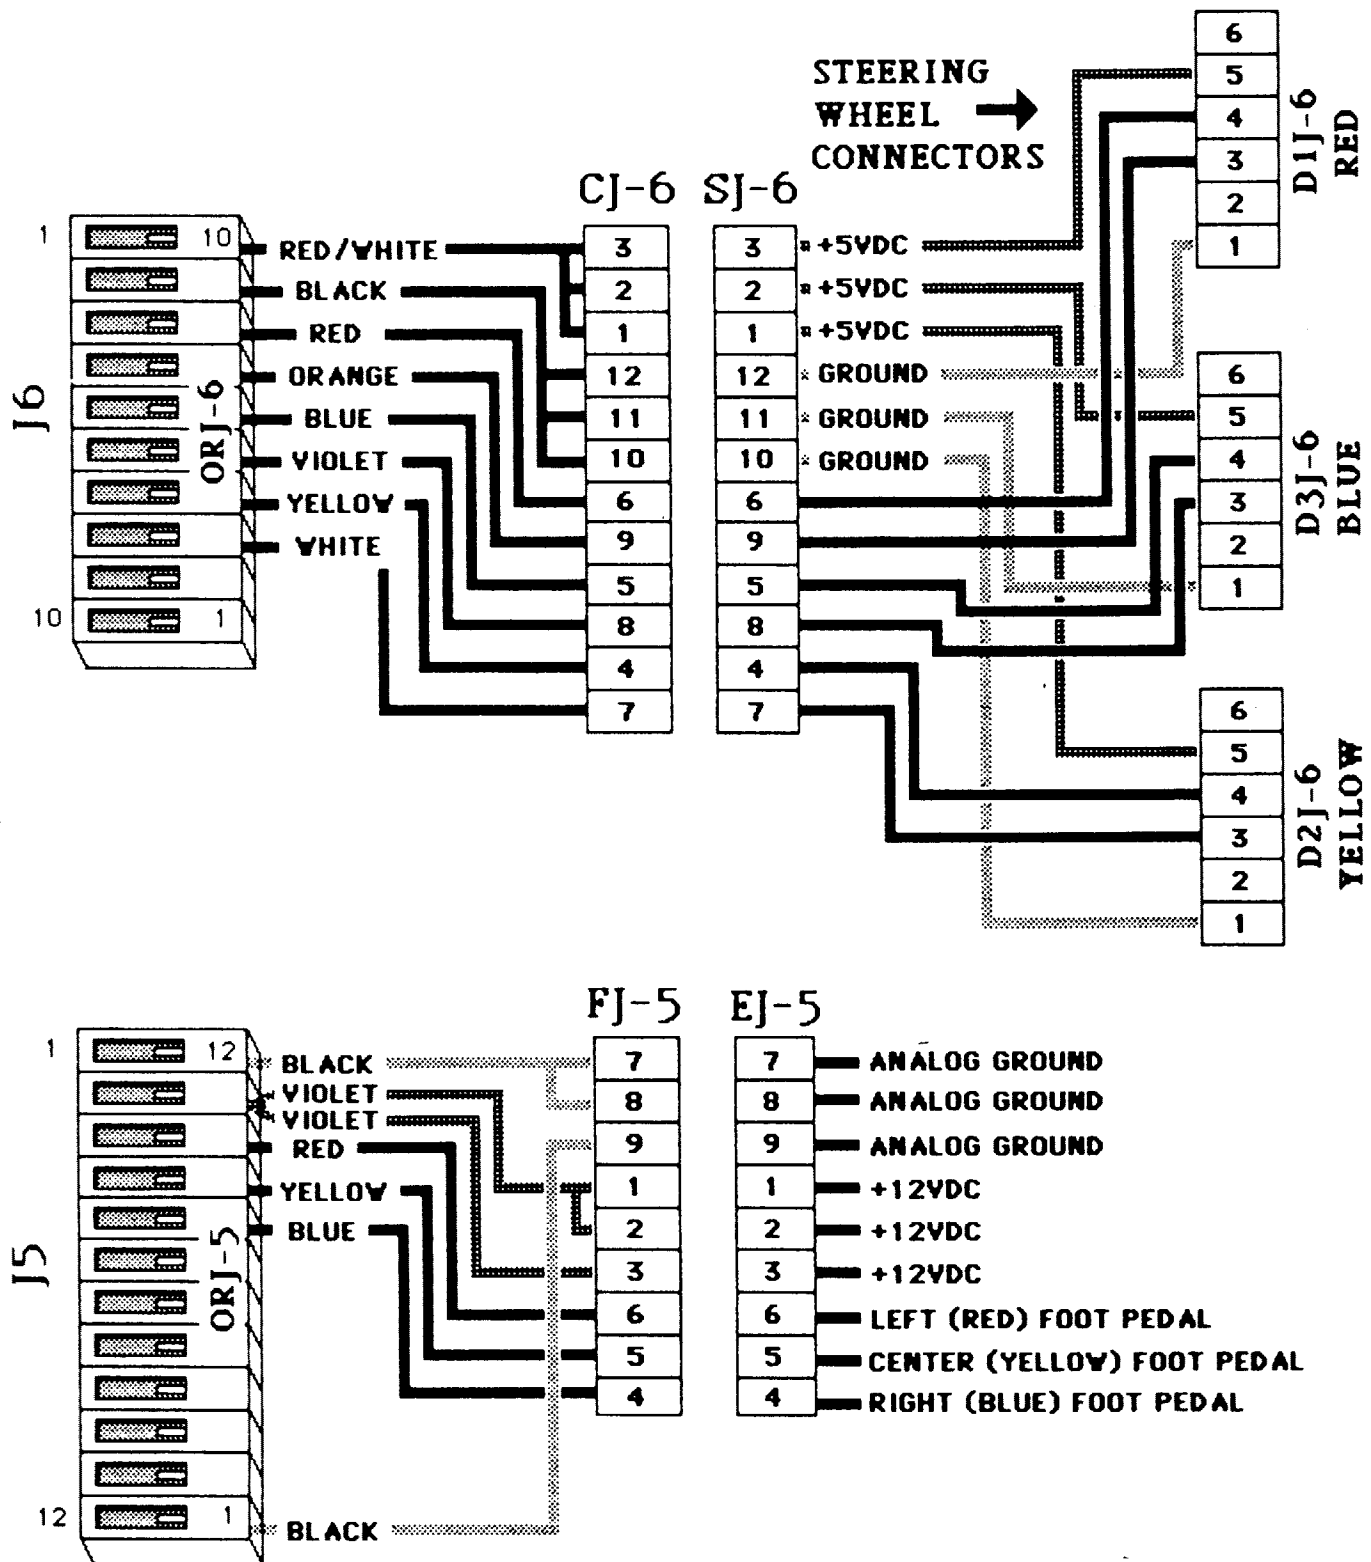 STEERING
WHEEL
CONNECTORS
6
5
4
3
2
1
D1J-6
RED
CJ-6
SJ-6
1
10
10
1
J6
ORJ-6
RED/WHITE
BLACK
RED
ORANGE
BLUE
VIOLET
YELLOW
WHITE
3
2
1
12
11
10
6
9
5
8
4
7
3
2
1
12
11
10
6
9
5
8
4
7
+5VDC
+5VDC
+5VDC
GROUND
GROUND
GROUND
6
5
4
3
2
1
D3J-6
BLUE
6
5
4
3
2
1
D2J-6
YELLOW
FJ-5
EJ-5
1
12
12
1
J5
ORJ-5
BLACK
VIOLET
VIOLET
RED
YELLOW
BLUE
BLACK
7
8
9
1
2
3
6
5
4
7 ANALOG GROUND
8 ANALOG GROUND
9 ANALOG GROUND
1 +12VDC
2 +12VDC
3 +12VDC
6 LEFT (RED) FOOT PEDAL
5 CENTER (YELLOW) FOOT PEDAL
4 RIGHT (BLUE) FOOT PEDAL